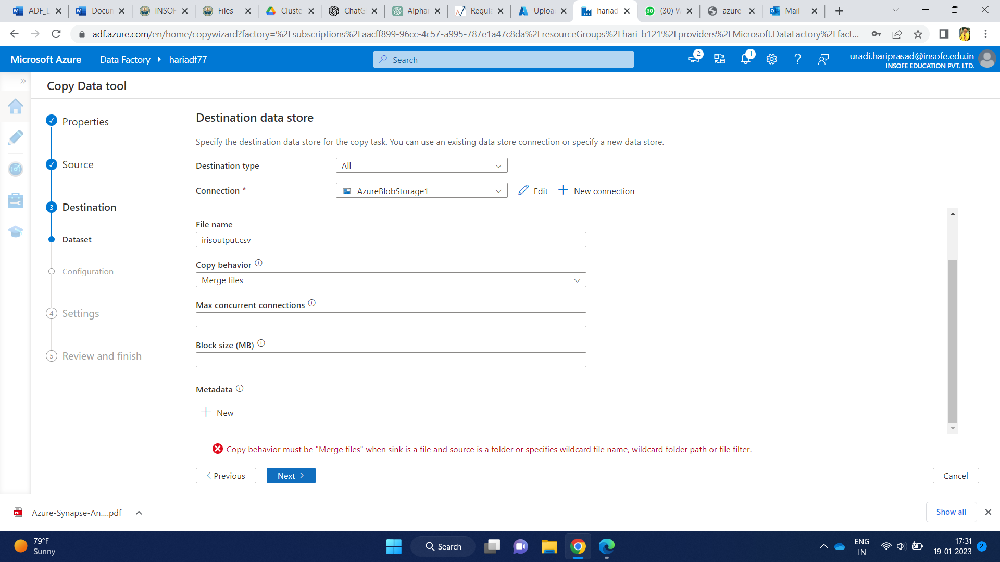 ADF_L
Docun
INSOF
Files
Cluste
ChatG
Alphar
Regula
Uploa
hariad
30
(30) W
azure
Mail -
adf.azure.com/en/home/copywizard?factory=%2Fsubscriptions%2Faacff899-96cc-4c57-a995-787e1a47c8da%2FresourceGroups%2Fhari_b121%2Fproviders%2FMicrosoft.DataFactory%2Ffact...
Microsoft Azure
Data Factory
hariadf77
Search
2
1
uradi.hariprasad@insofe.edu.in
INSOFE EDUCATION PVT. LTD.
Copy Data tool
Properties
Source
3 Destination
Dataset
Configuration
4 Settings
5 Review and finish
Destination data store
Specify the destination data store for the copy task. You can use an existing data store connection or specify a new data store.
Destination type
All
Connection *
AzureBlobStorage1
Edit
New connection
File name
irisoutput.csv
Copy behavior
Merge files
Max concurrent connections
Block size (MB)
Metadata
New
Copy behavior must be "Merge files" when sink is a file and source is a folder or specifies wildcard file name, wildcard folder path or file filter.
Previous
Next
Cancel
PDF
Azure-Synapse-An....pdf
Show all
79°F
Sunny
Search
ENG
IN
17:31
19-01-2023
2